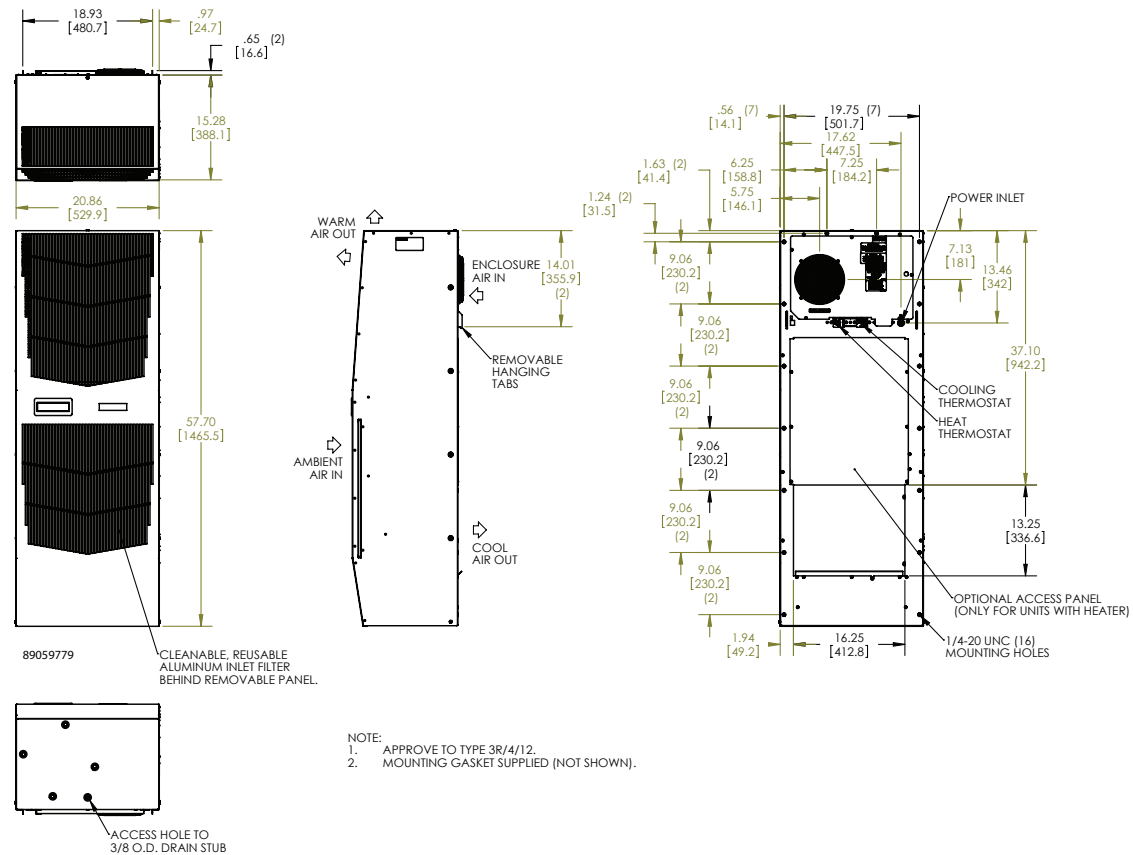 18.93
[480.7]
.97
[24.7]
.65 (2)
[16.6]
15.28
[388.1]
20.86
[529.9]
57.70
[1465.5]
89059779
CLEANABLE, REUSABLE
ALUMINUM INLET FILTER
BEHIND REMOVABLE PANEL.
ACCESS HOLE TO
3/8 O.D. DRAIN STUB
WARM
AIR OUT
ENCLOSURE
AIR IN
14.01
[355.9]
(2)
REMOVABLE
HANGING
TABS
AMBIENT
AIR IN
COOL
AIR OUT
NOTE:
1. APPROVE TO TYPE 3R/4/12.
2. MOUNTING GASKET SUPPLIED (NOT SHOWN).
.56 (7)
[14.1]
19.75 (7)
[501.7]
17.62
[447.5]
1.63 (2)
[41.4]
6.25
[158.8]
7.25
[184.2]
1.24 (2)
[31.5]
5.75
[146.1]
POWER INLET
7.13
[181]
13.46
[342]
9.06
[230.2]
(2)
9.06
[230.2]
(2)
9.06
[230.2]
(2)
9.06
[230.2]
(2)
9.06
[230.2]
(2)
9.06
[230.2]
(2)
37.10
[942.2]
COOLING
THERMOSTAT
HEAT
THERMOSTAT
13.25
[336.6]
OPTIONAL ACCESS PANEL
(ONLY FOR UNITS WITH HEATER)
1/4-20 UNC (16)
MOUNTING HOLES
1.94
[49.2]
16.25
[412.8]